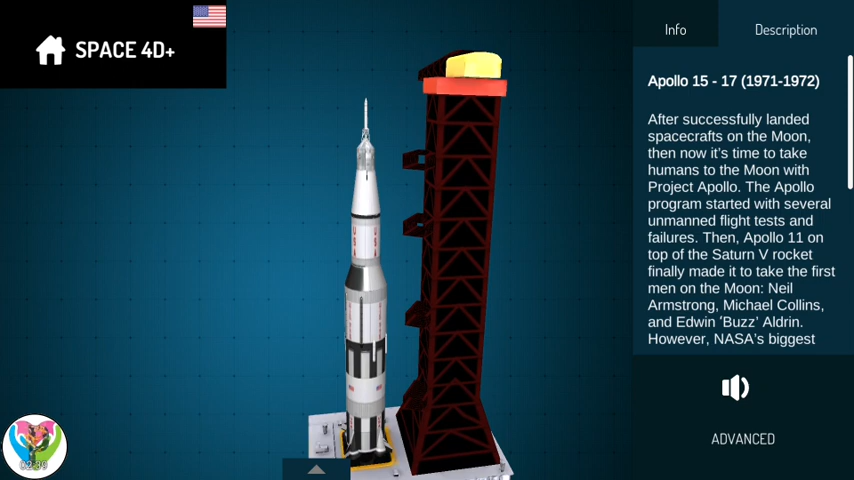 SPACE 4D+
Info
Description
Apollo 15 - 17 (1971-1972)
After successfully landed
spacecrafts on the Moon,
then now it's time to take
humans to the Moon with
Project Apollo. The Apollo
program started with several
unmanned flight tests and
failures. Then, Apollo 11 on
top of the Saturn V rocket
finally made it to take the first
men on the Moon: Neil
Armstrong, Michael Collins,
and Edwin ‘Buzz’ Aldrin.
However, NASA's biggest
ADVANCED
02:39